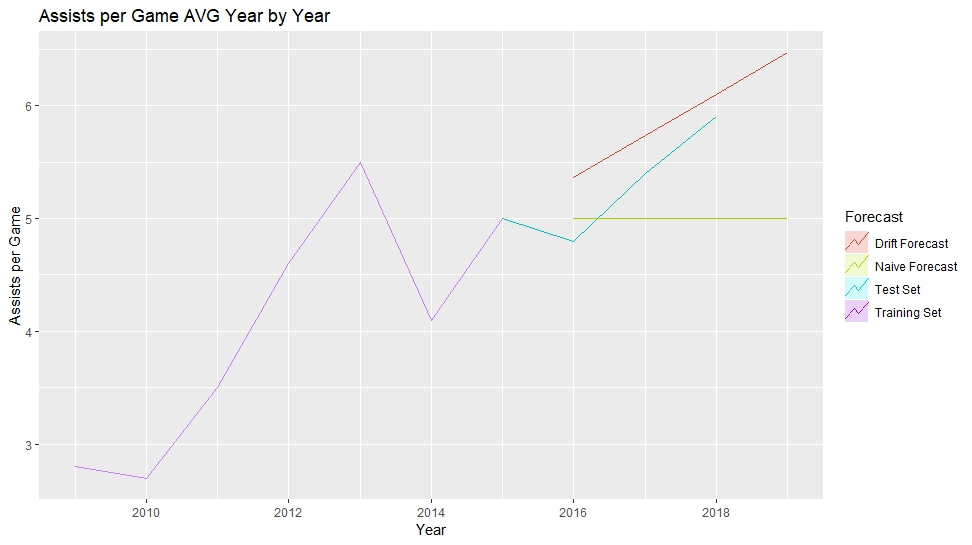 Assists per Game AVG Year by Year
Assists per Game
6
5
4
3
2010 2012 2014 2016 2018
Year
Forecast
Drift Forecast
Naive Forecast
Test Set
Training Set